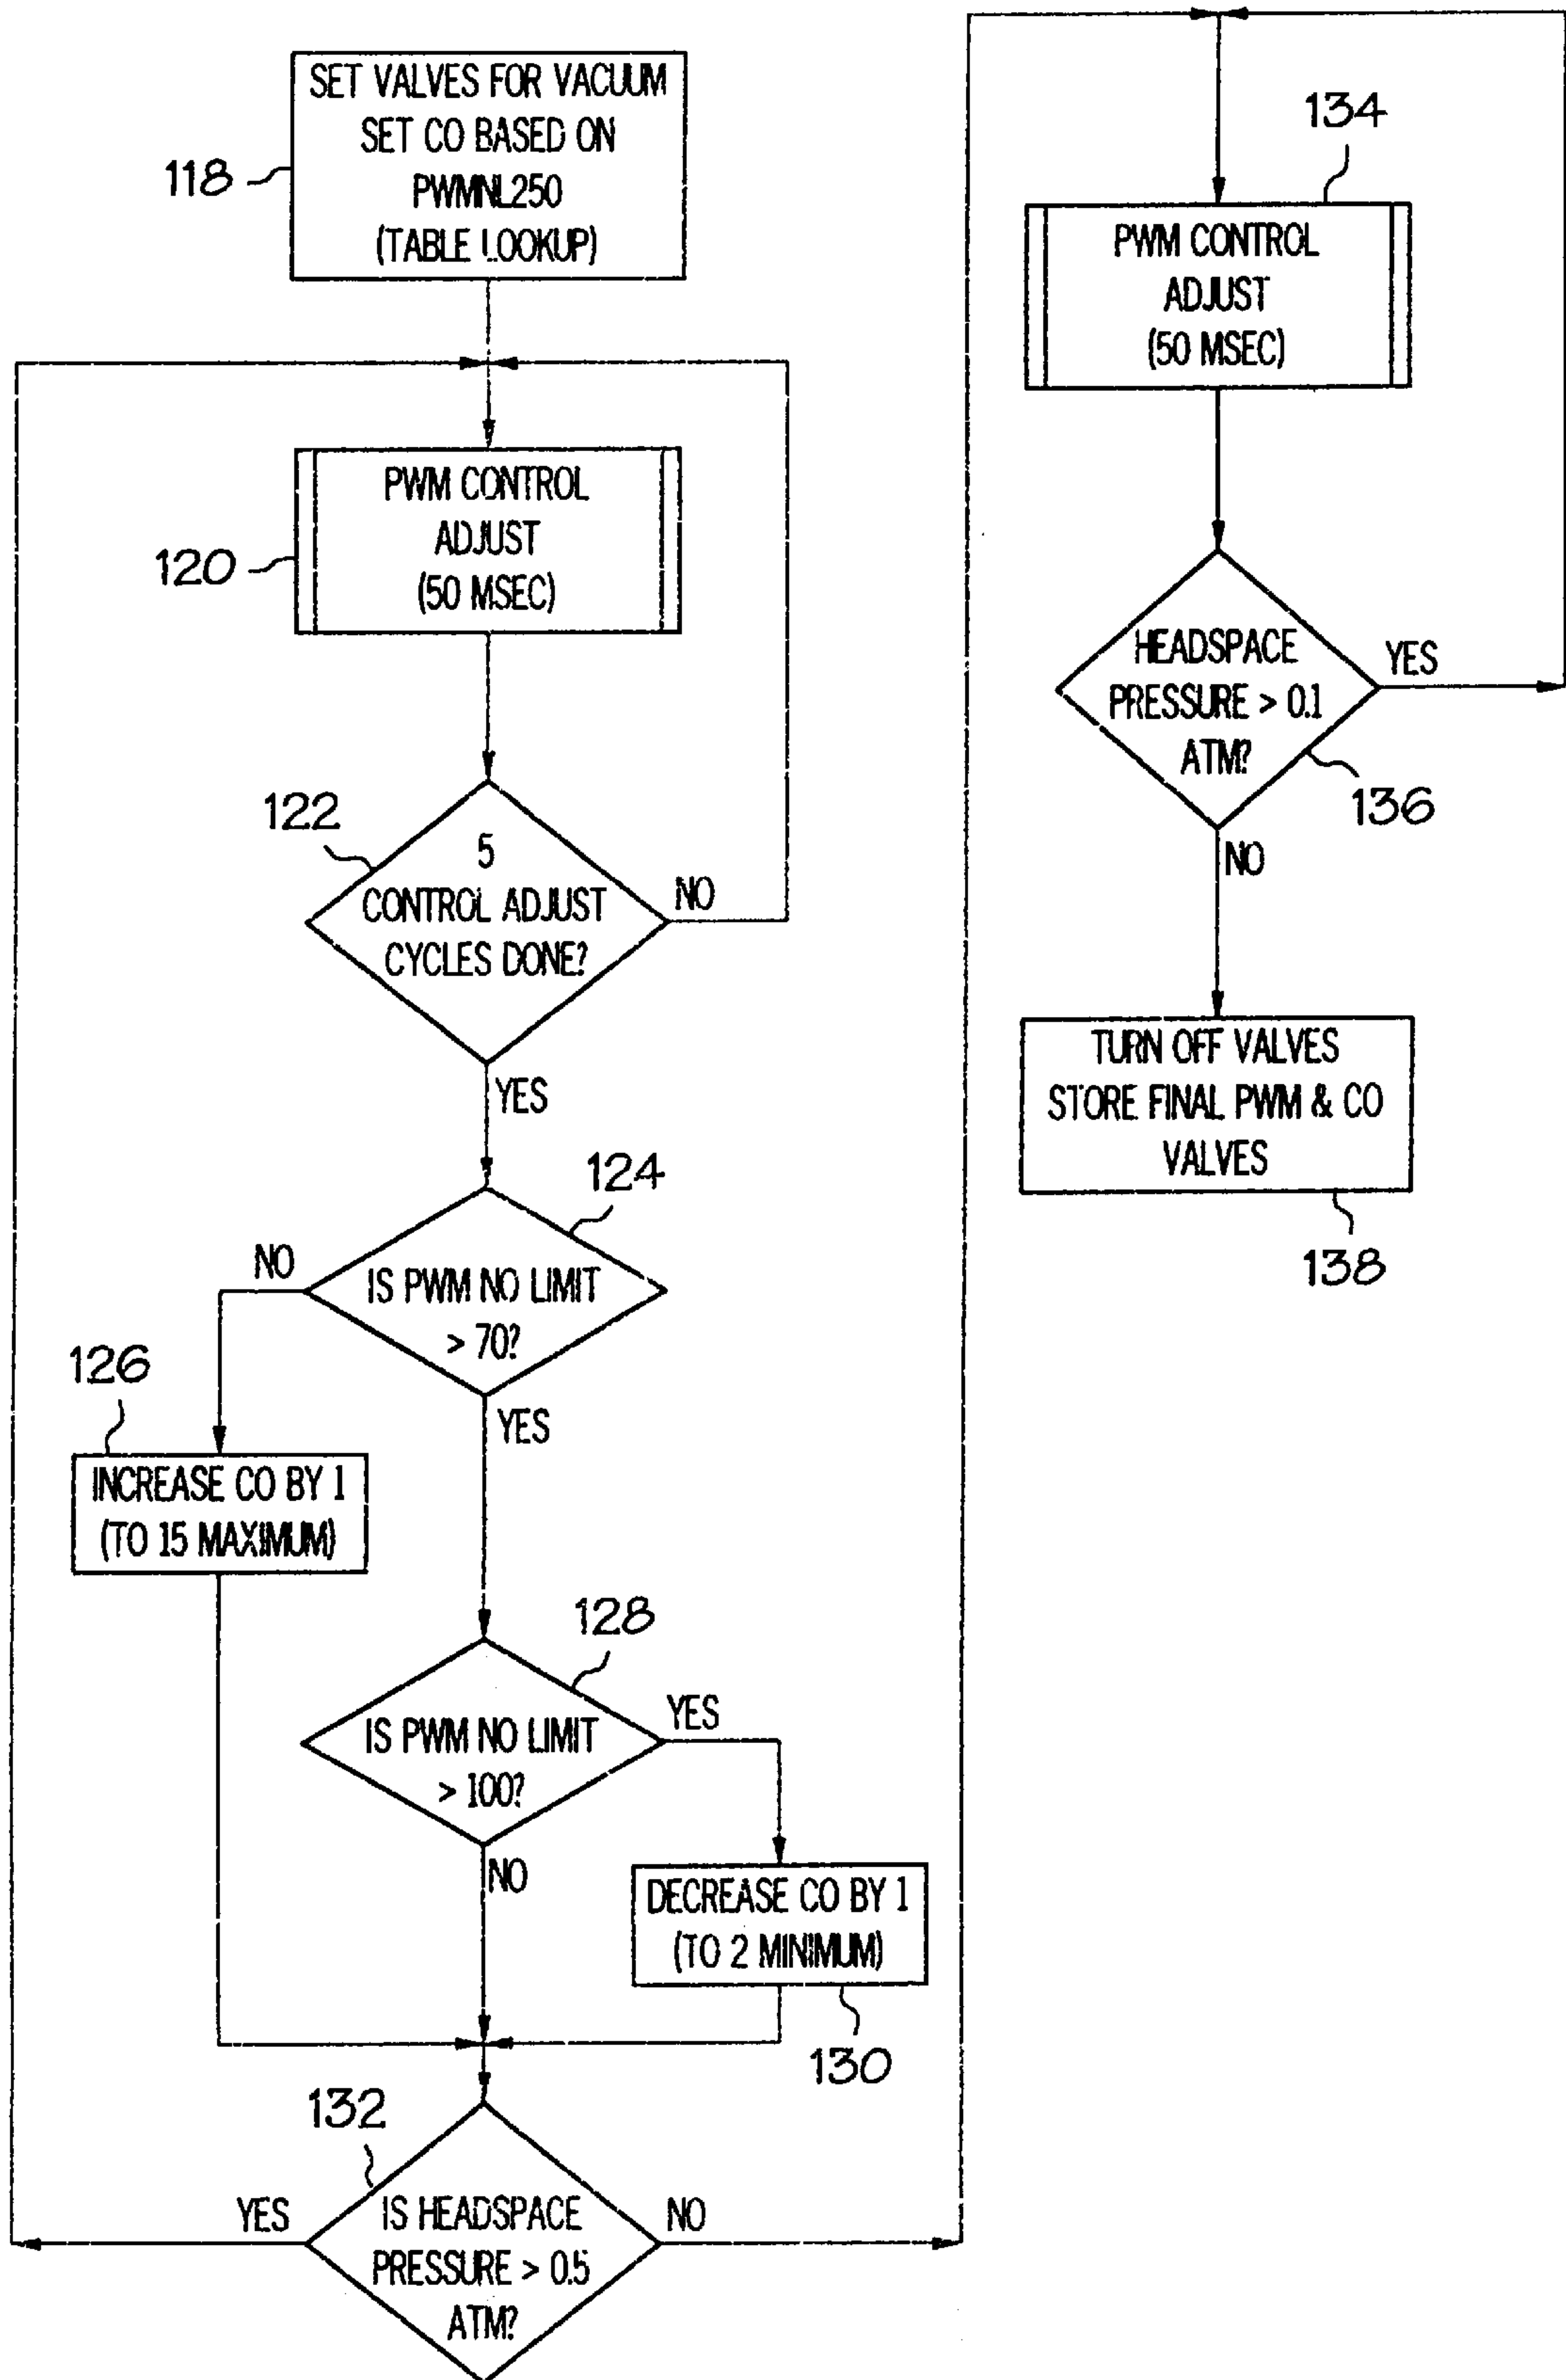 SET VALVES FOR VACUUM
SET CO BASED ON
PWMNL250
(TABLE LOOKUP)
118
PWM CONTROL
ADJUST
(50 MSEC)
120
122
5
CONTROL ADJUST
CYCLES DONE?
NO
YES
124
NO
IS PWM NO LIMIT
> 70?
YES
126
INCREASE CO BY 1
(TO 15 MAXIMUM)
128
IS PWM NO LIMIT
> 100?
YES
NO
DECREASE CO BY 1
(TO 2 MINIMUM)
130
132
YES
IS HEADSPACE
PRESSURE > 0.5
ATM?
NO
134
PWM CONTROL
ADJUST
(50 MSEC)
HEADSPACE
PRESSURE > 0.1
ATM?
YES
136
NO
TURN OFF VALVES
STORE FINAL PWM & CO
VALVES
138